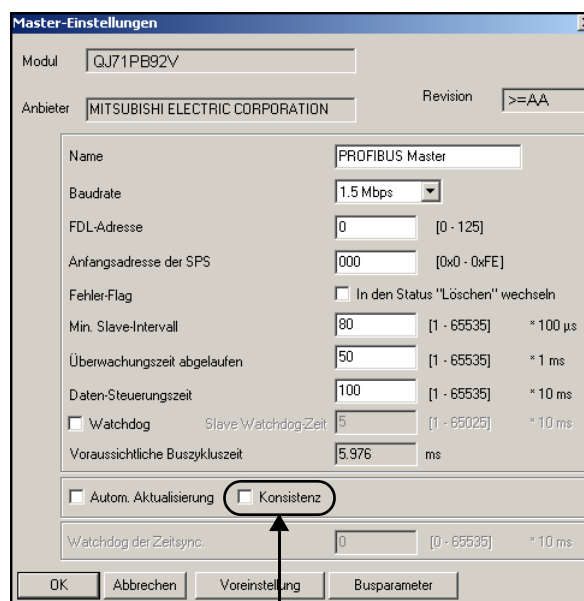 Master-Einstellungen
Modul QJ71PB92V
Anbieter MITSUBISHI ELECTRIC CORPORATION Revision >=AA
Name PROFIBUS Master
Baudrate 1.5 Mbps
FDL-Adresse 0 [0 - 125]
Anfangsadresse der SPS 000 [0x0 - 0xFE]
Fehler-Flag In den Status "Löschen" wechseln
Min. Slave-Intervall 80 [1 - 65535] * 100 µs
Überwachungszeit abgelaufen 50 [1 - 65535] * 1 ms
Daten-Steuerungszeit 100 [1 - 65535] * 10 ms
Watchdog Slave Watchdog-Zeit 5 [1 - 65025] * 10 ms
Voraussichtliche Buszykluszeit 5.976 ms
Autom. Aktualisierung Konsistenz
Watchdog der Zeitsync. 0 [0 - 65535] * 10 ms
OK Abbrechen Voreinstellung Busparameter